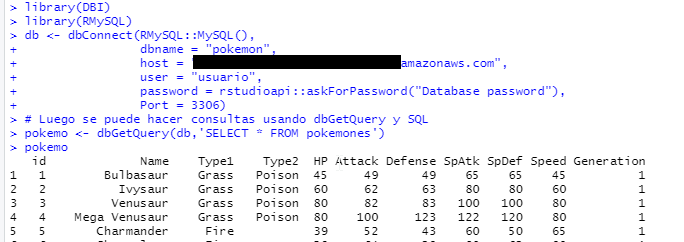 > library(DBI)
> library(RMySQL)
> db <- dbConnect(RMySQL::MySQL(),
+ dbname = "pokemon",
+ host = "amazonaws.com",
+ user = "usuario",
+ password = rstudioapi::askForPassword("Database password"),
+ Port = 3306)
> # Luego se puede hacer consultas usando dbGetQuery y SQL
> pokemo <- dbGetQuery(db,'SELECT * FROM pokemones')
> pokemo
id Name Type1 Type2 HP Attack Defense SpAtk SpDef Speed Generation
1 1 Bulbasaur Grass Poison 45 49 49 65 65 45 1
2 2 Ivysaur Grass Poison 60 62 63 80 80 60 1
3 3 Venusaur Grass Poison 80 82 83 100 100 80 1
4 4 Mega Venusaur Grass Poison 80 100 123 122 120 80 1
5 5 Charmander Fire 39 52 43 60 50 65 1